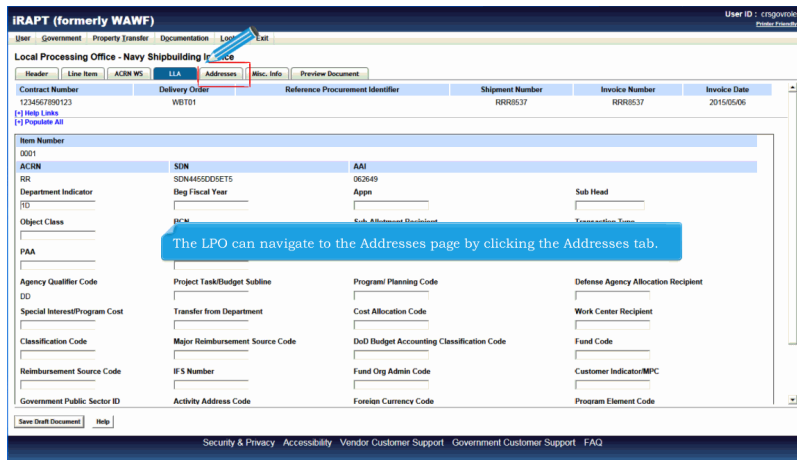 iRAPT (formerly WAWF)
User ID : crsgovrole
Printer Friendly
User Government Property Transfer Documentation Exit
Local Processing Office - Navy Shipbuilding Invoice
Header Line Item ACRN WS LLA Addresses Misc. Info Preview Document
Contract Number Delivery Order Reference Procurement Identifier Shipment Number Invoice Number Invoice Date
1234567890123 WBT01 RRR8537 RRR8537 2015/05/06
[+] Help Links
[+] Populate All
Item Number
0001
ACRN SDN AAI
RR SDN4455DD5ET5 062649
Department Indicator Beg Fiscal Year Appn Sub Head
1D
Object Class BCN Sub Allotment Recipient Transaction Type
The LPO can navigate to the Addresses page by clicking the Addresses tab.
PAA
Agency Qualifier Code Project Task/Budget Subline Program/ Planning Code Defense Agency Allocation Recipient
DD
Special Interest/Program Cost Transfer from Department Cost Allocation Code Work Center Recipient
Classification Code Major Reimbursement Source Code DoD Budget Accounting Classification Code Fund Code
Reimbursement Source Code IFS Number Fund Org Admin Code Customer Indicator/MPC
Government Public Sector ID Activity Address Code Foreign Currency Code Program Element Code
Save Draft Document Help
Security & Privacy Accessibility Vendor Customer Support Government Customer Support FAQ